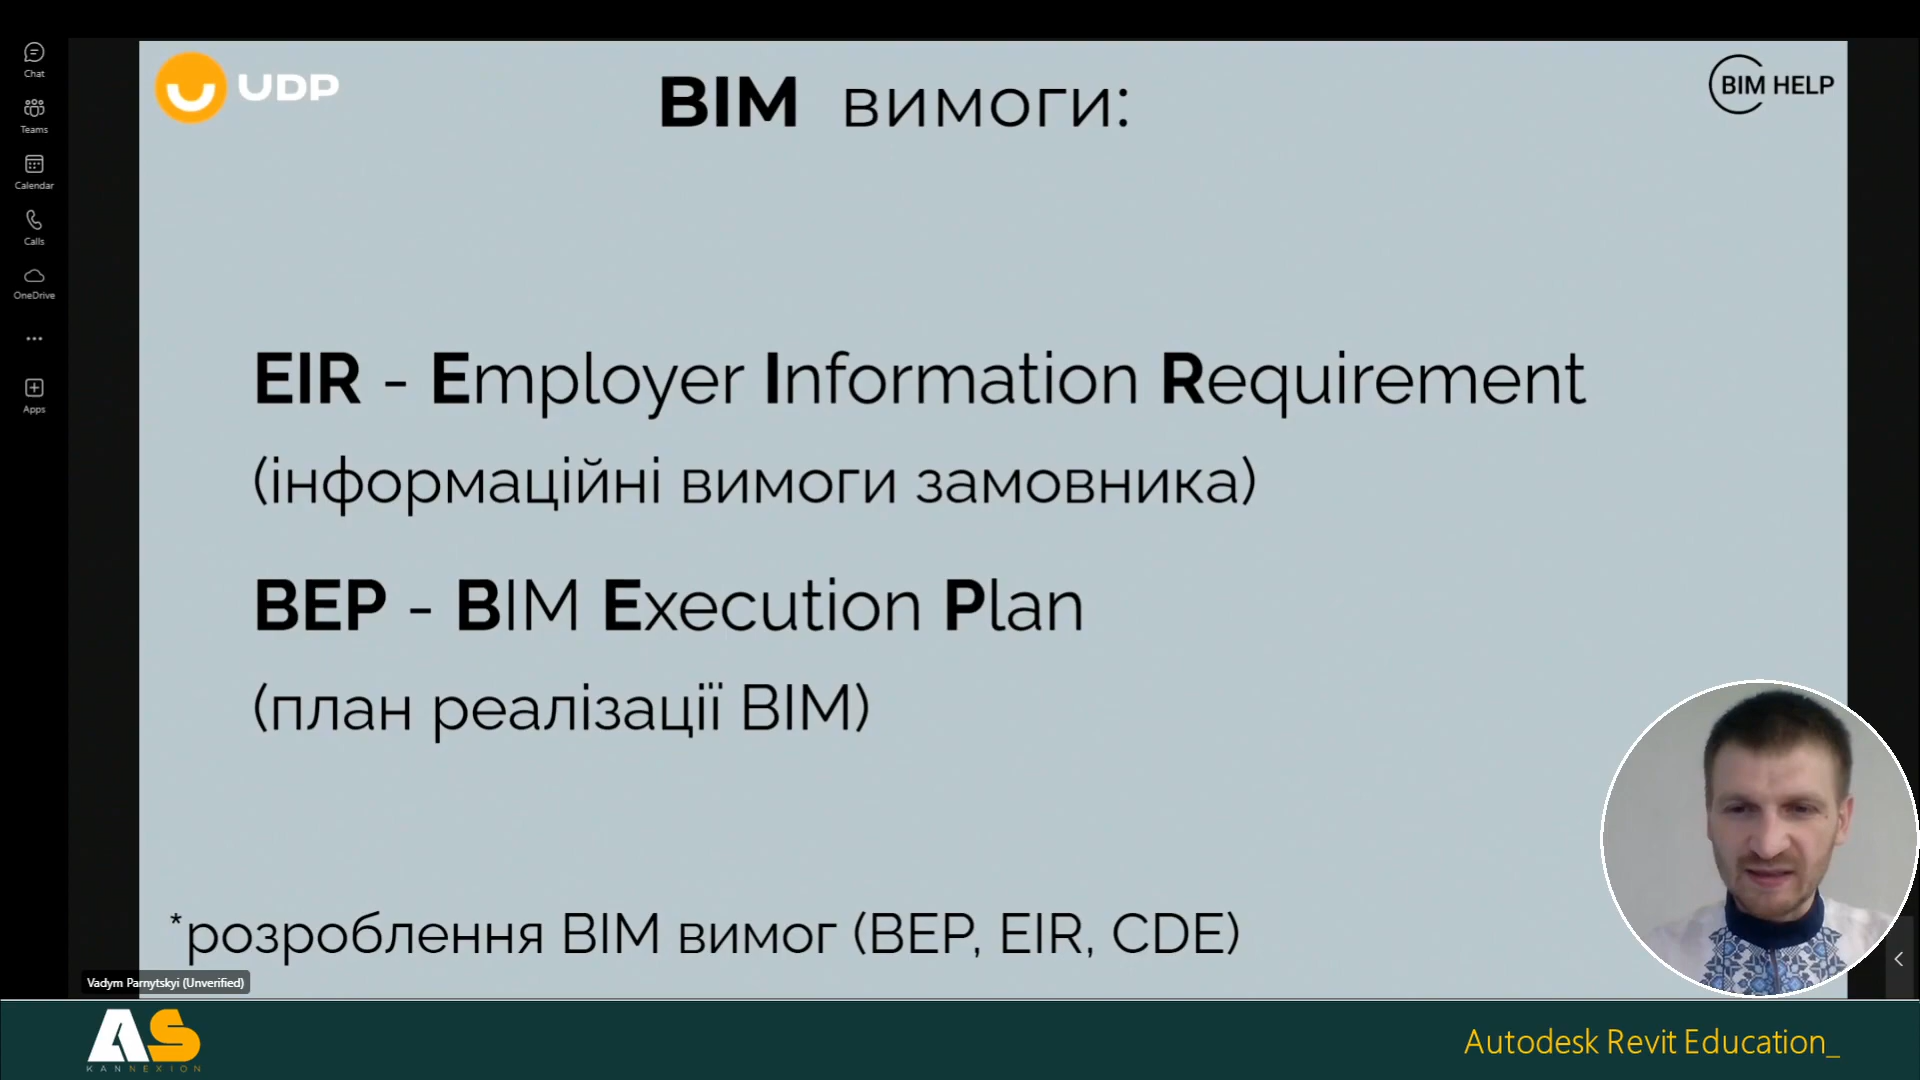 Chat
Teams
Calendar
Calls
OneDrive
Apps
UDP
BIM вимоги:
BIM HELP
EIR - Employer Information Requirement
(інформаційні вимоги замовника)
BEP - BIM Execution Plan
(план реалізації BIM)
*розроблення BIM вимог (BEP, EIR, CDE)
Vadym Parnytskyi (Unverified)
AS
KANNEXION
Autodesk Revit Education_